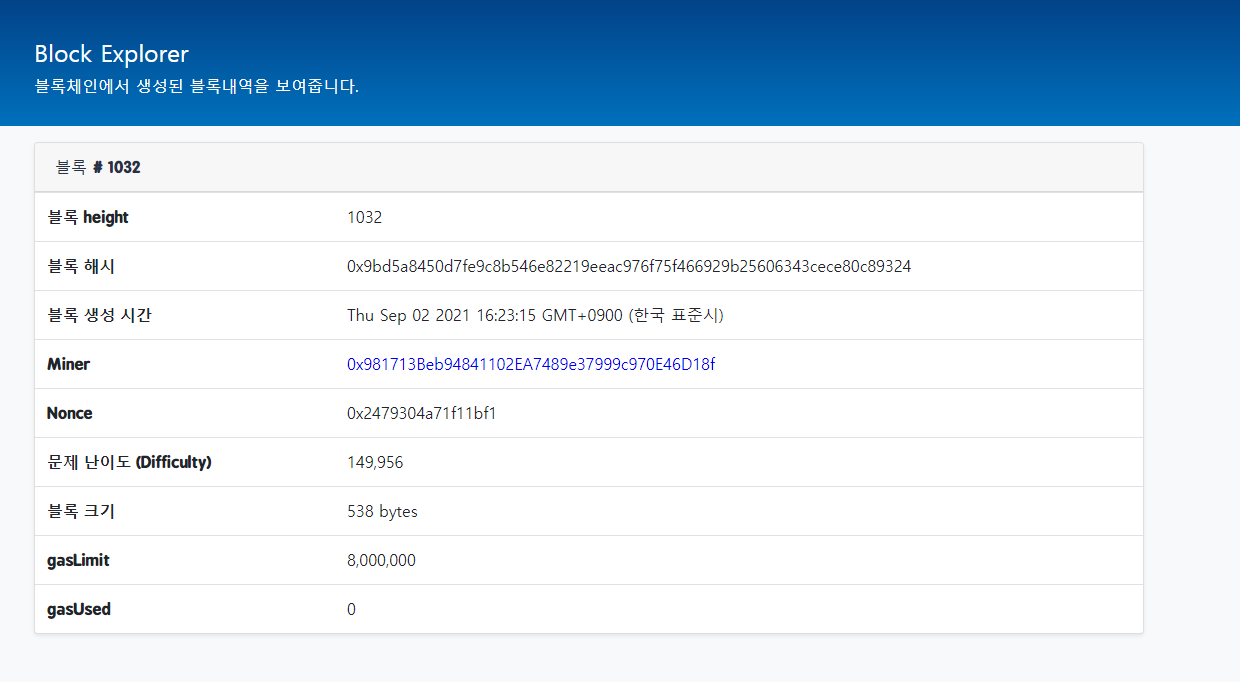 Block Explorer
블록체인에서 생성된 블록내역을 보여줍니다.
블록 # 1032
블록 height 1032
블록 해시 0x9bd5a8450d7fe9c8b546e82219eeac976f75f466929b25606343cece80c89324
블록 생성 시간 Thu Sep 02 2021 16:23:15 GMT+0900 (한국 표준시)
Miner 0x981713Beb94841102EA7489e37999c970E46D18f
Nonce 0x2479304a71f11bf1
문제 난이도 (Difficulty) 149,956
블록 크기 538 bytes
gasLimit 8,000,000
gasUsed 0